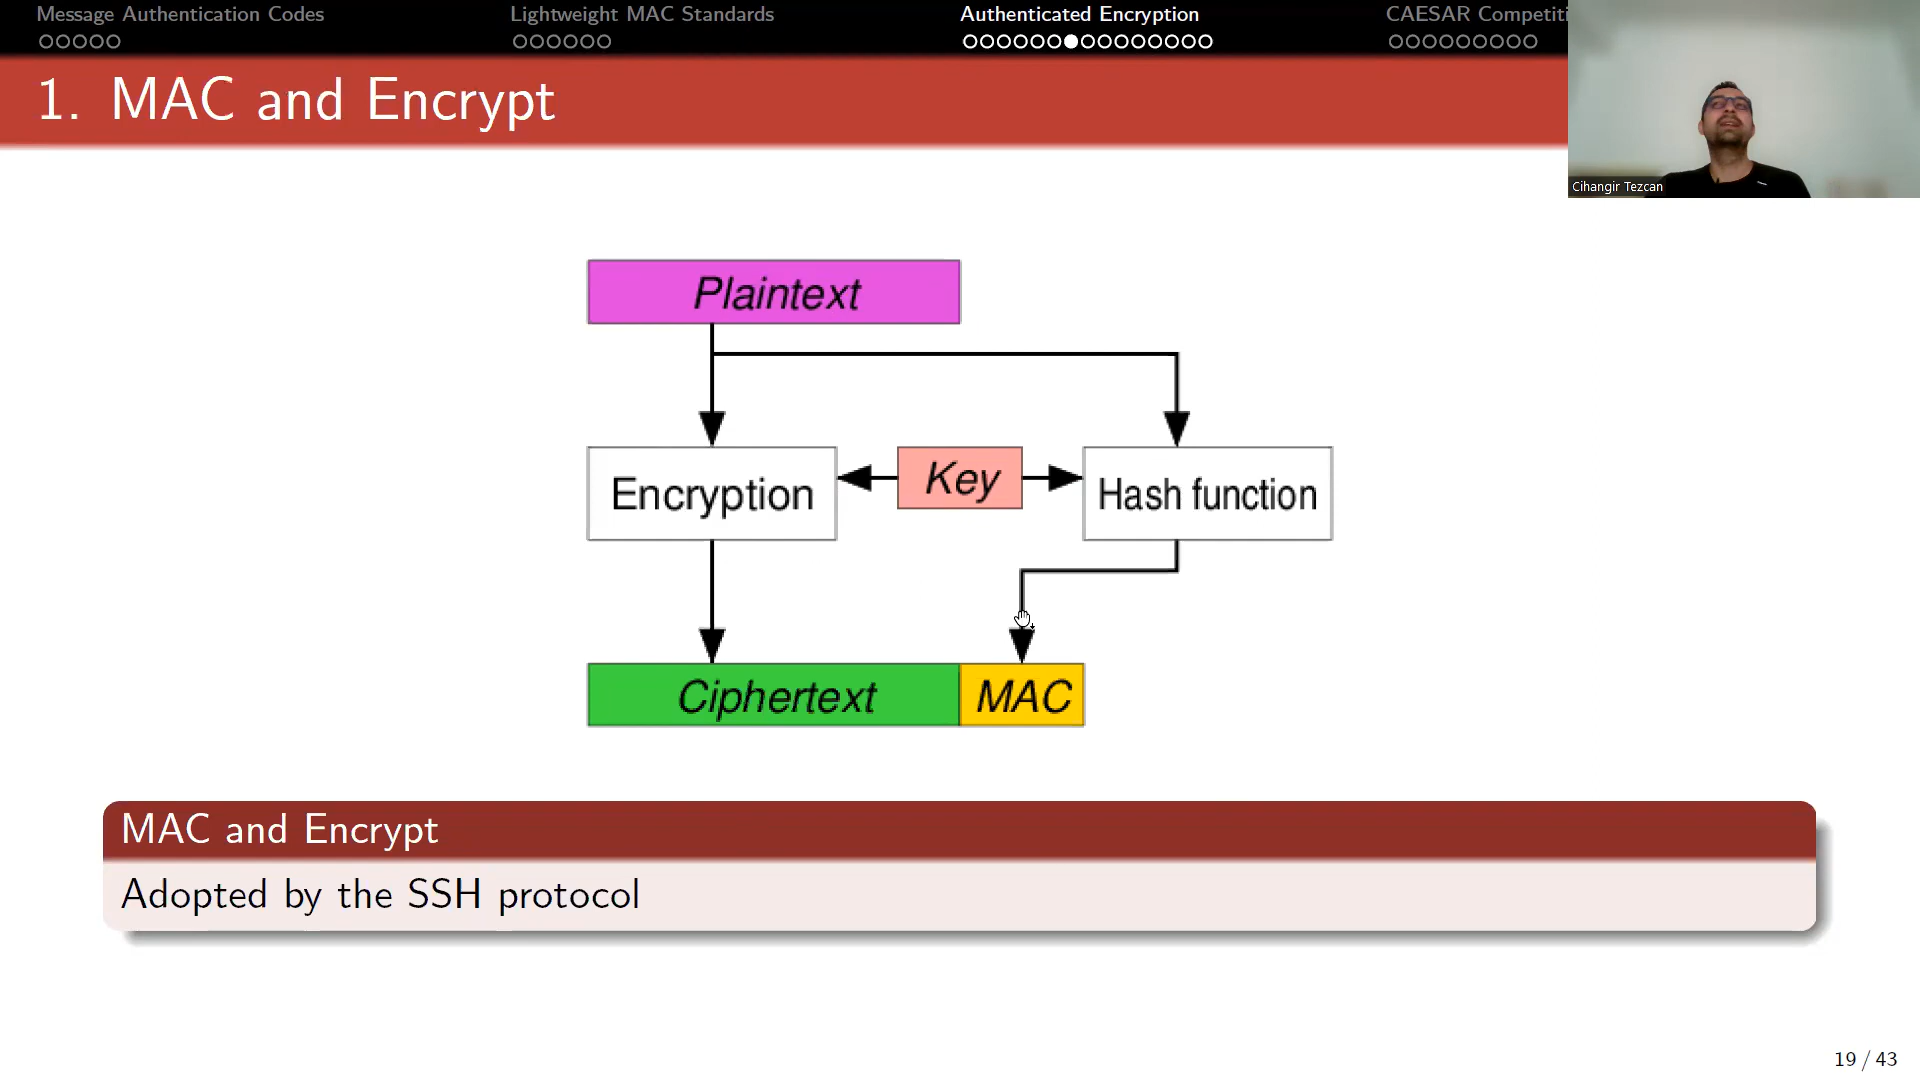 Message Authentication Codes
Lightweight MAC Standards
Authenticated Encryption
CAESAR Competiti
1. MAC and Encrypt
Cihangir Tezcan
Plaintext
Encryption
Key
Hash function
Ciphertext
MAC
MAC and Encrypt
Adopted by the SSH protocol
19 / 43